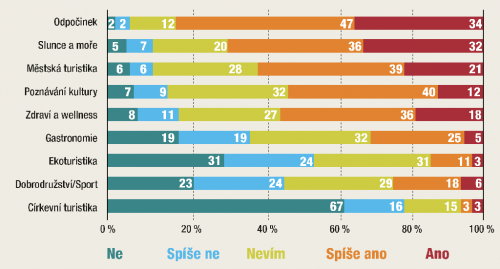 Odpočinek 2 2 12 47 34
Slunce a moře 5 7 20 36 32
Městská turistika 6 6 28 39 21
Poznávání kultury 7 9 32 40 12
Zdraví a wellness 8 11 27 36 18
Gastronomie 19 19 32 25 5
Ekoturistika 31 24 31 11 3
Dobrodružství/Sport 23 24 29 18 6
Církevní turistika 67 16 15 3 3
0 % 20 % 40 % 60 % 80 % 100 %
Ne Spíše ne Nevím Spíše ano Ano